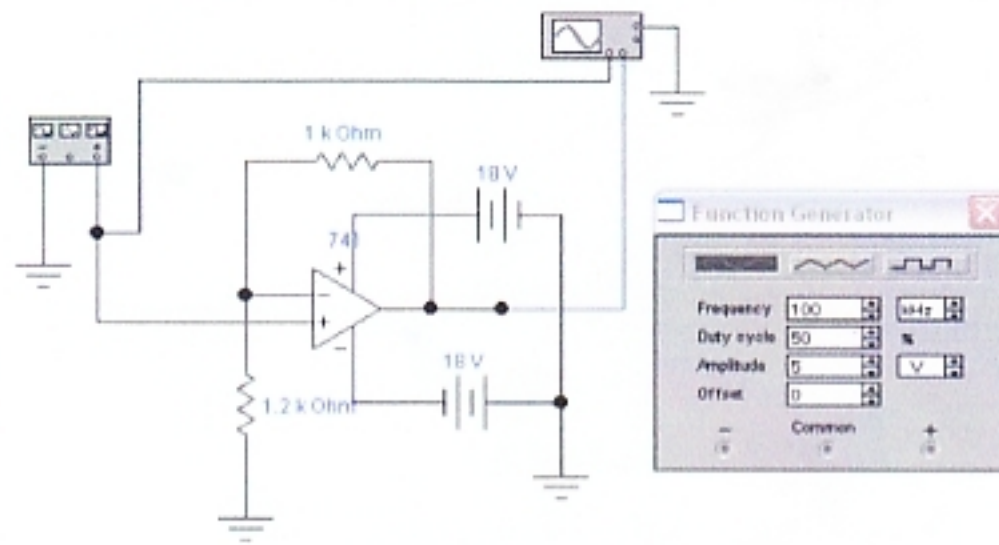 1 k Ohm
18 V
741
18 V
1.2 k Ohm
Function Generator
Frequency 100 kHz
Duty cycle 50 %
Amplitude 5 V
Offset 0
- Common +